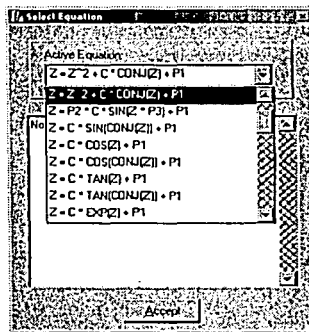 Select Equation
Active Equation
Z = Z^2 + C * CONJ(Z) + P1
Z = Z^2 + C * CONJ(Z) + P1
Z = P2 * C * SIN(Z * P3) + P1
Z = C * SIN(CONJ(Z)) + P1
Z = C * COS(Z) + P1
Z = C * COS(CONJ(Z)) + P1
Z = C * TAN(Z) + P1
Z = C * TAN(CONJ(Z)) + P1
Z = C * EXP(Z) + P1
No
Accept